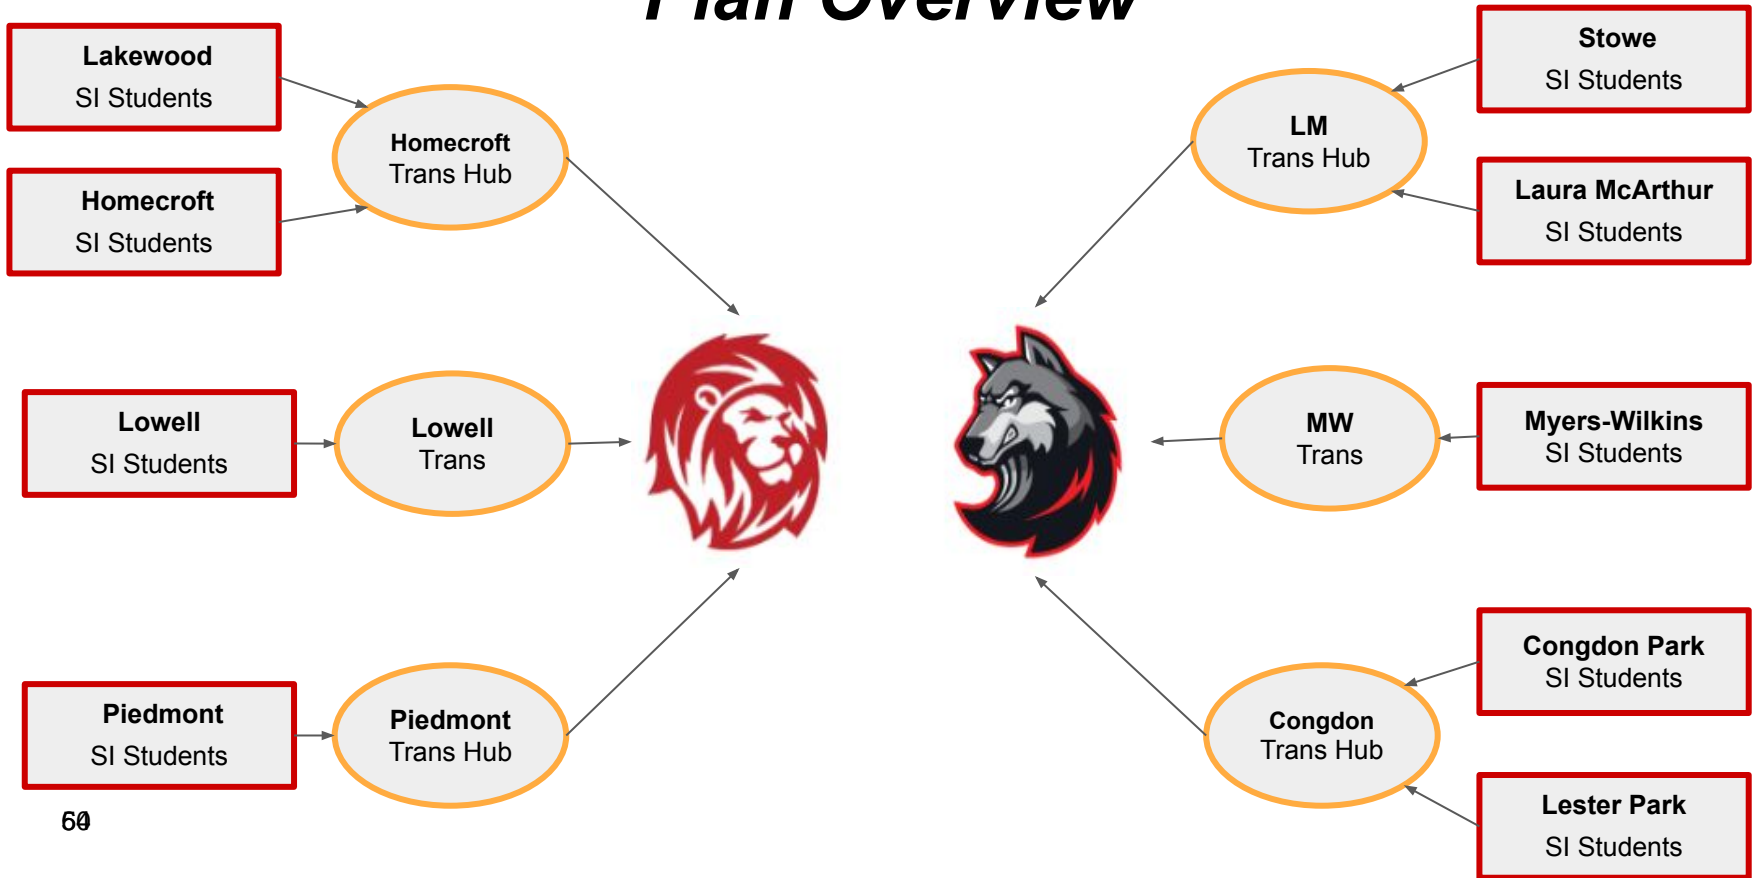 Plan Overview
Lakewood
SI Students
Homecroft
SI Students
Homecroft
Trans Hub
Lowell
SI Students
Lowell
Trans
Piedmont
SI Students
Piedmont
Trans Hub
LM
Trans Hub
Stowe
SI Students
Laura McArthur
SI Students
MW
Trans
Myers-Wilkins
SI Students
Congdon
Trans Hub
Congdon Park
SI Students
Lester Park
SI Students